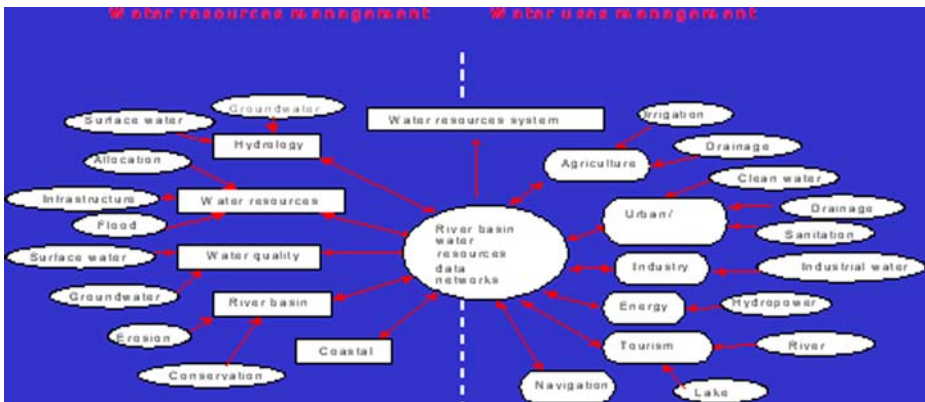 Water resources management
Water uses management
Groundwater
Surface water
Water resources system
Irrigation
Hydrology
Drainage
Allocation
Agriculture
Clean water
Infrastructure
Water resources
Urban/
Drainage
Flood
River basin
water
resources
data
networks
Sanitation
Surface water
Water quality
Industry
Industrial water
Groundwater
River basin
Energy
Hydropower
Erosion
Coastal
Tourism
River
Conservation
Navigation
Lake